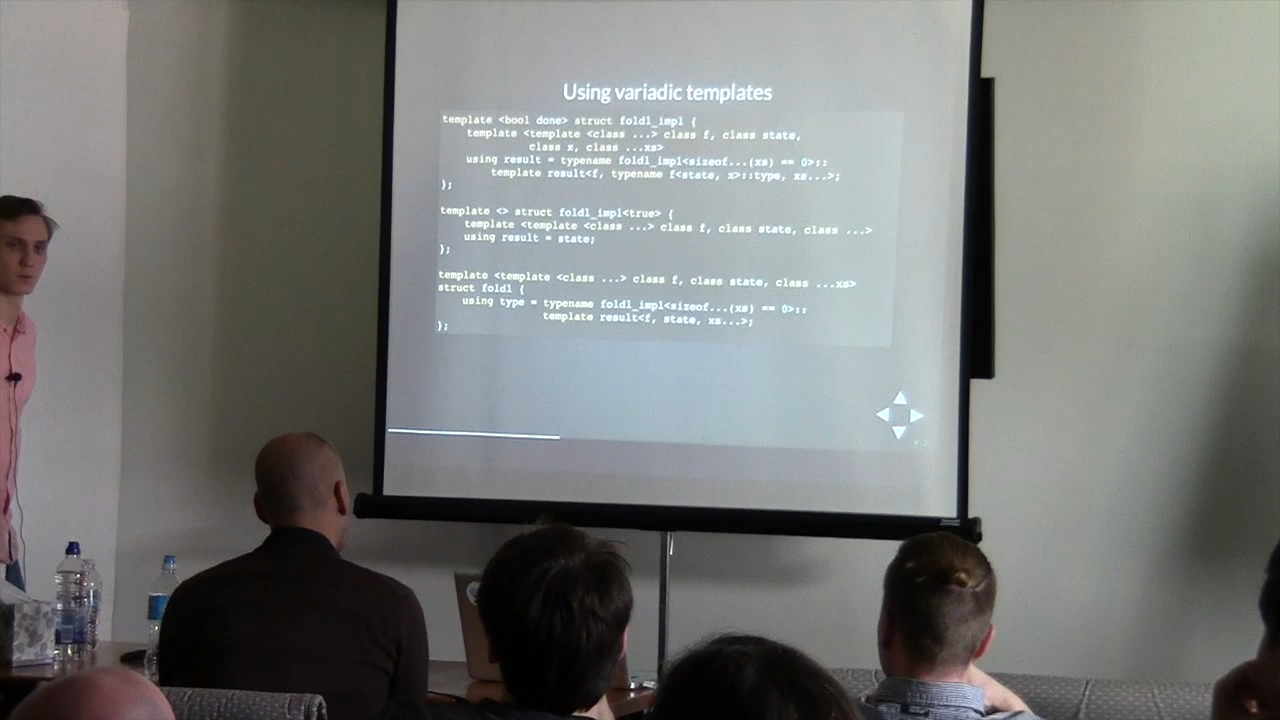 Using variadic templates
template <bool done> struct foldl_impl {
template <template <class ...> class f, class state,
class x, class ...xs>
using result = typename foldl_impl<sizeof...(xs) == 0>::
template result<f, typename f<state, x>::type, xs...>;
};
template <> struct foldl_impl<true> {
template <template <class ...> class f, class state, class ...>
using result = state;
};
template <template <class ...> class f, class state, class ...xs>
struct foldl {
using type = typename foldl_impl<sizeof...(xs) == 0>::
template result<f, state, xs...>;
};